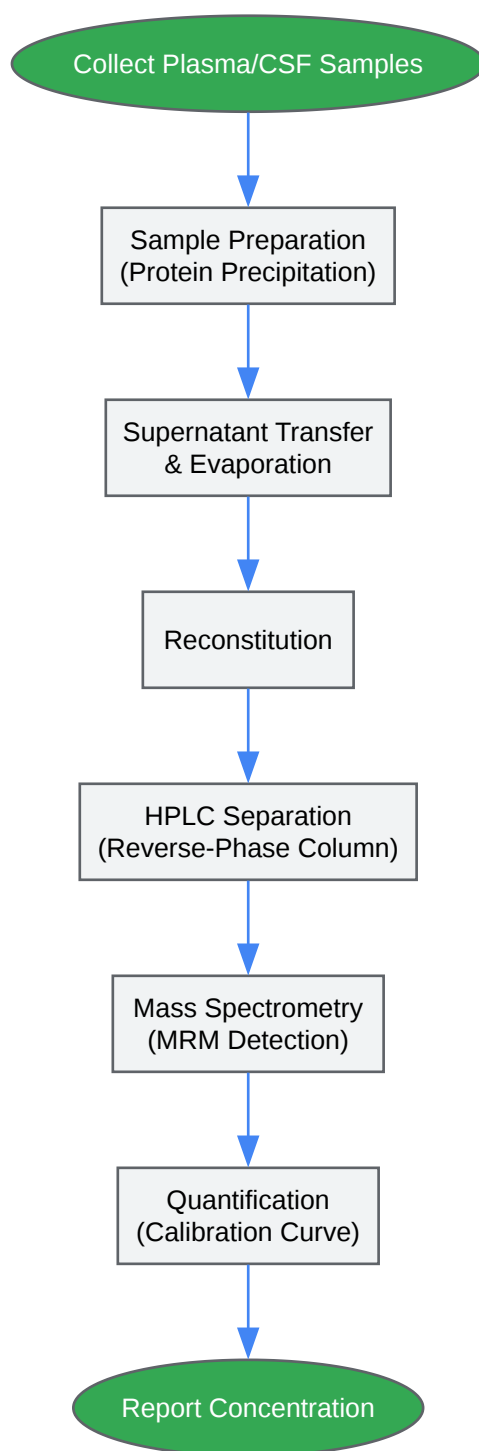 Collect Plasma/CSF Samples
Sample Preparation
(Protein Precipitation)
Supernatant Transfer
& Evaporation
Reconstitution
HPLC Separation
(Reverse-Phase Column)
Mass Spectrometry
(MRM Detection)
Quantification
(Calibration Curve)
Report Concentration